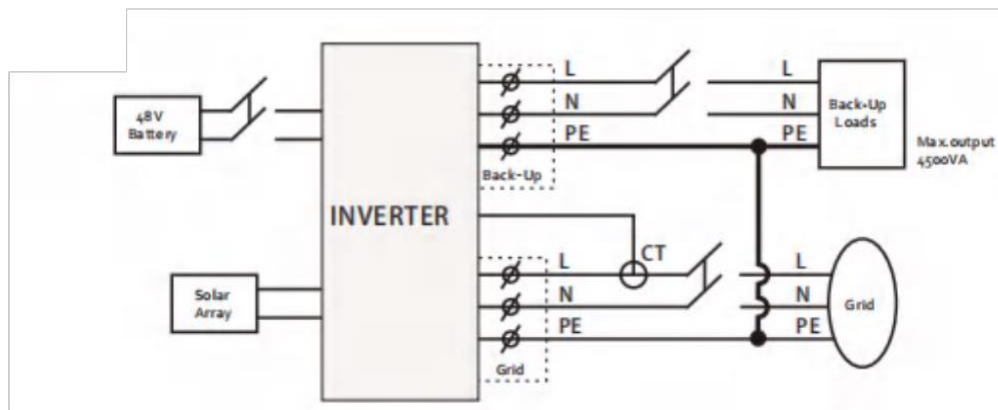 48V
Battery
INVERTER
Solar
Array
L
N
PE
Back-Up
L
N
PE
Back-Up
Loads
Max.output
4500VA
CT
L
N
PE
Grid
L
N
PE
Grid